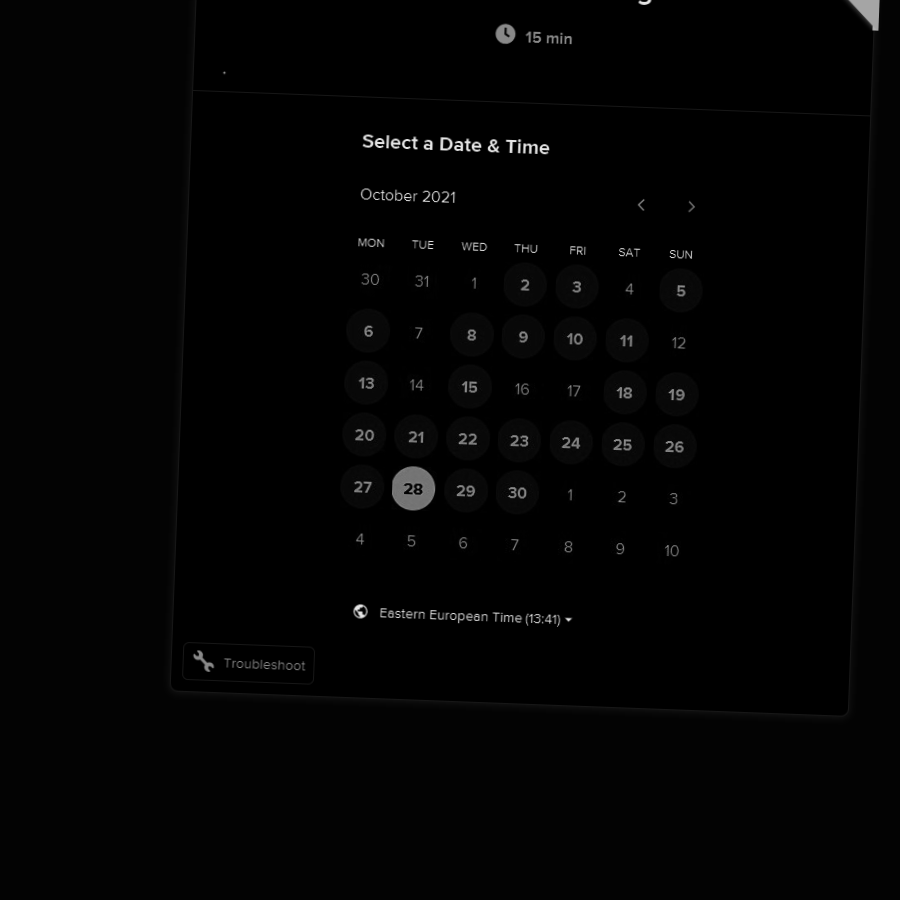 15 min
Select a Date & Time
October 2021
MON TUE WED THU FRI SAT SUN
30 31 1 2 3 4 5
6 7 8 9 10 11 12
13 14 15 16 17 18 19
20 21 22 23 24 25 26
27 28 29 30 1 2 3
4 5 6 7 8 9 10
Eastern European Time (13:41)
Troubleshoot